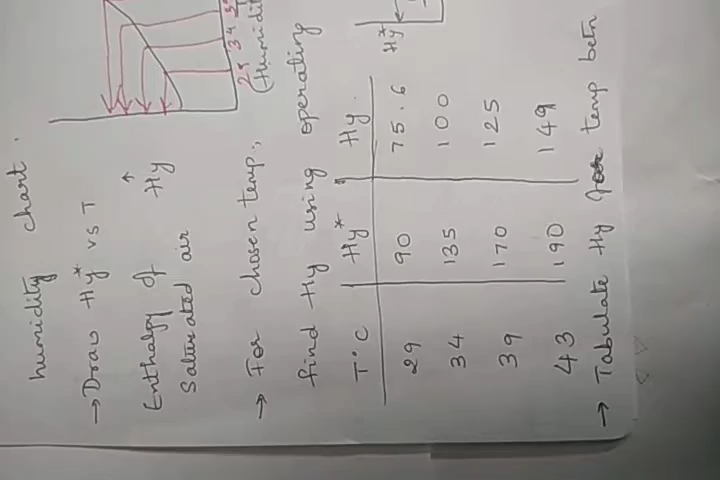 humidity chart.
→ Draw Hy* vs T
Enthalpy of Hy
Saturated air
→ For chosen temp.,
find Hy using operating
T°C Hy* Hy
29 90 75.6
34 135 100
39 170 125
43 190 149
→ Tabulate Hy for temp betn
29 34
(Humidi
Hy*